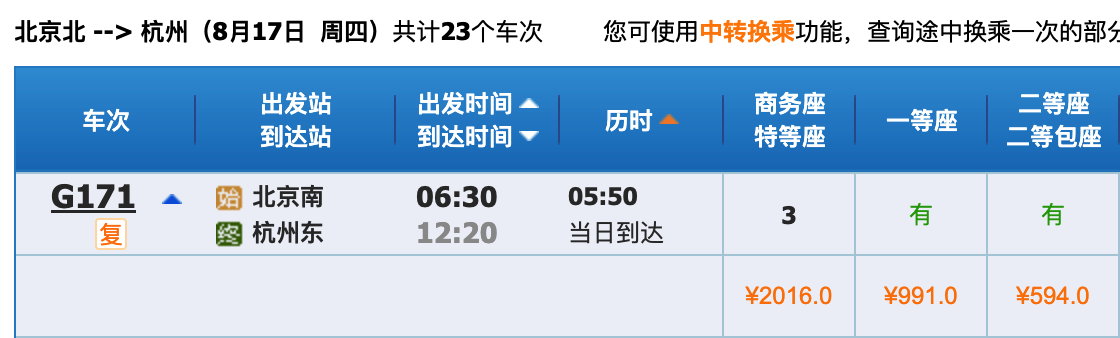 北京北 --> 杭州（8月17日 周四）共计23个车次 您可使用中转换乘功能，查询途中换乘一次的部分
车次 出发站 到达站 出发时间 到达时间 历时 商务座 特等座 一等座 二等座 二等包座
G171 始 北京南 06:30 05:50 3 有 有
复 终 杭州东 12:20 当日到达
¥2016.0 ¥991.0 ¥594.0